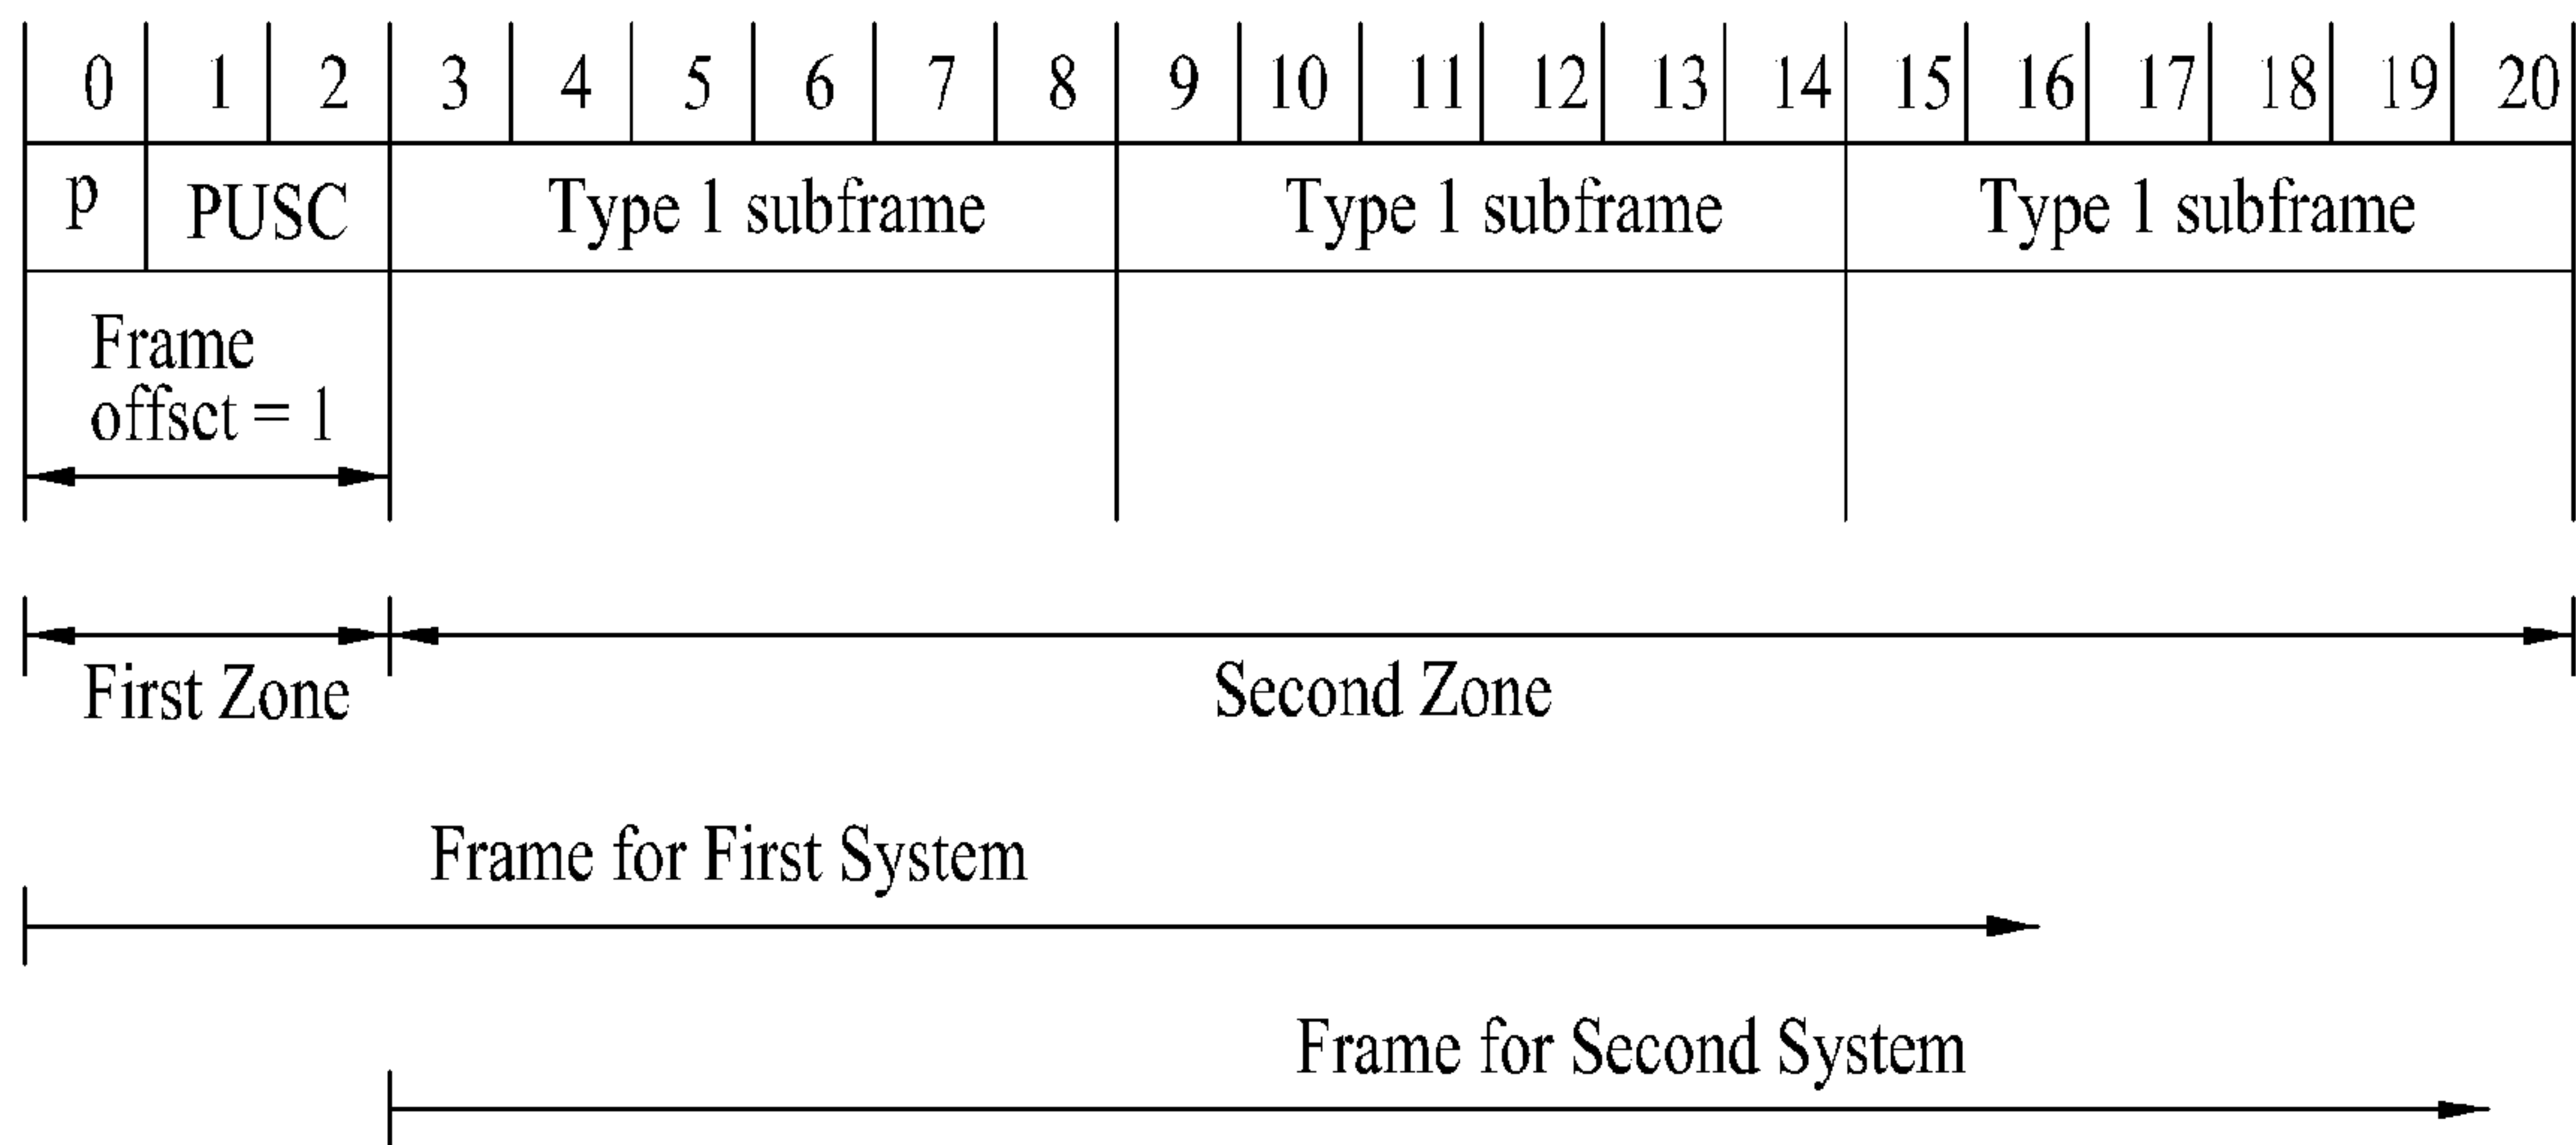 0 1 2 3 4 5 6 7 8 9 10 11 12 13 14 15 16 17 18 19 20
p PUSC Type 1 subframe Type 1 subframe Type 1 subframe
Frame
offsct = 1
First Zone Second Zone
Frame for First System
Frame for Second System